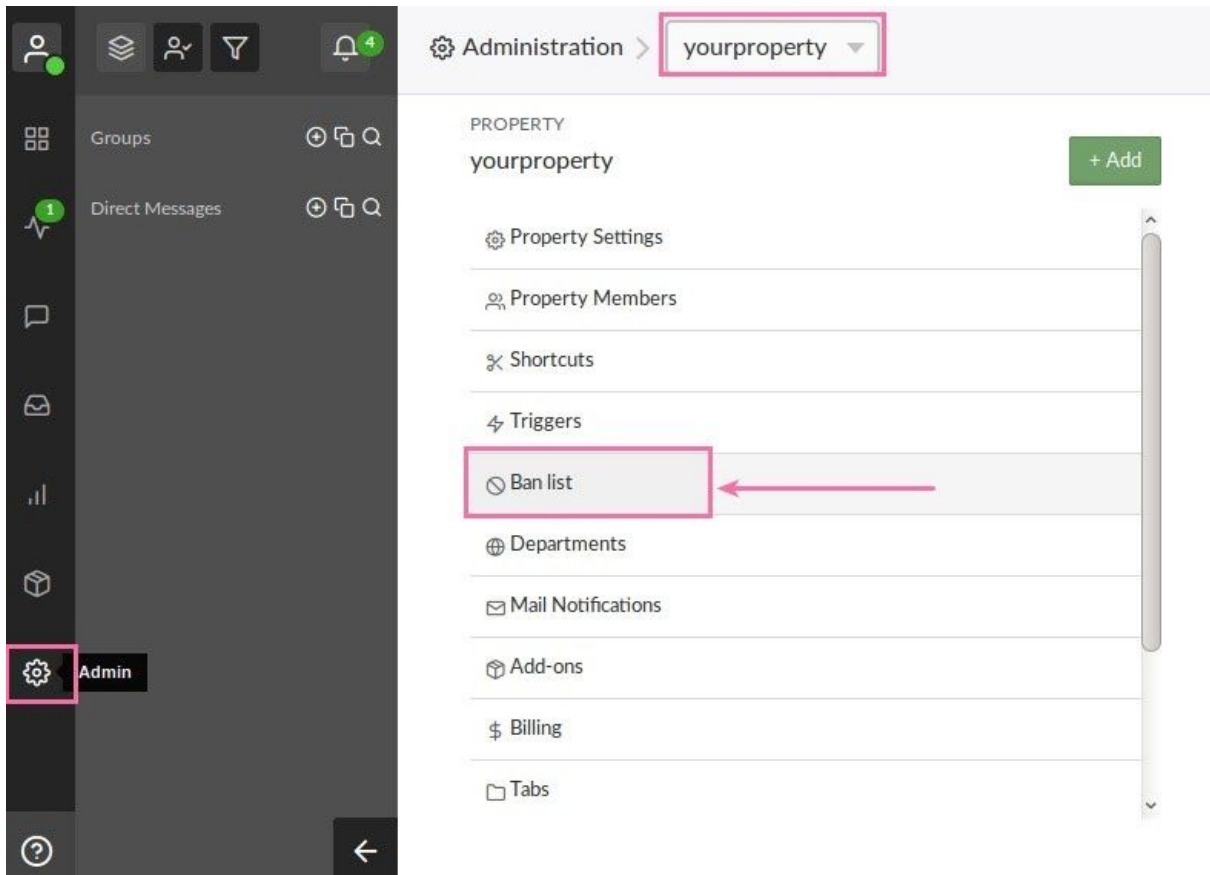 4
Administration
yourproperty
PROPERTY
yourproperty
+ Add
Groups
1
Direct Messages
Property Settings
Property Members
Shortcuts
Triggers
Ban list
Departments
Mail Notifications
Admin
Add-ons
Billing
Tabs